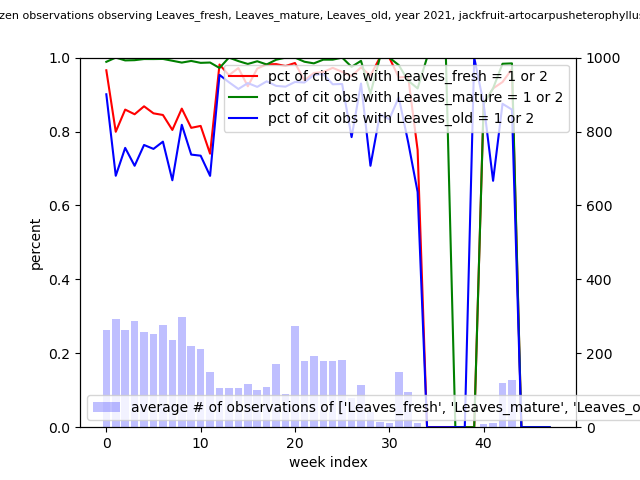 zen observations observing Leaves_fresh, Leaves_mature, Leaves_old, year 2021, jackfruit-artocarpusheterophyllus
1.0
0.8
0.6
0.4
0.2
0.0
percent
1000
800
600
400
200
0
pct of cit obs with Leaves_fresh = 1 or 2
pct of cit obs with Leaves_mature = 1 or 2
pct of cit obs with Leaves_old = 1 or 2
average # of observations of ['Leaves_fresh', 'Leaves_mature', 'Leaves_o
0 10 20 30 40
week index